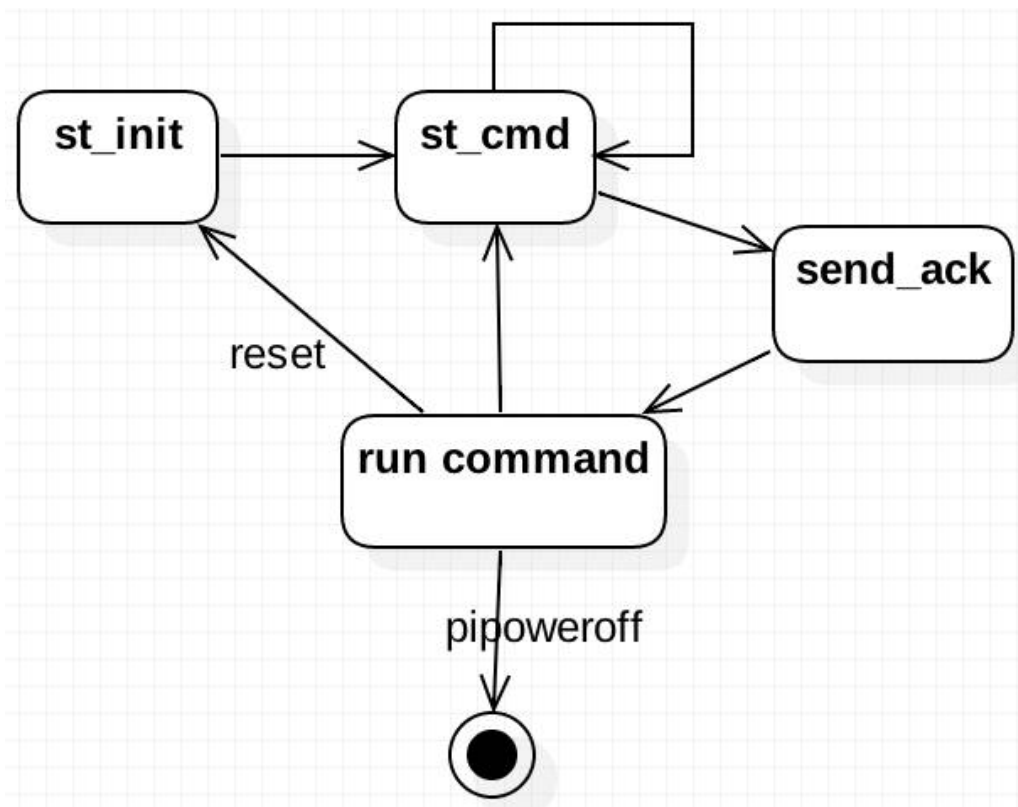 st_init
st_cmd
send_ack
reset
run command
pipoweroff